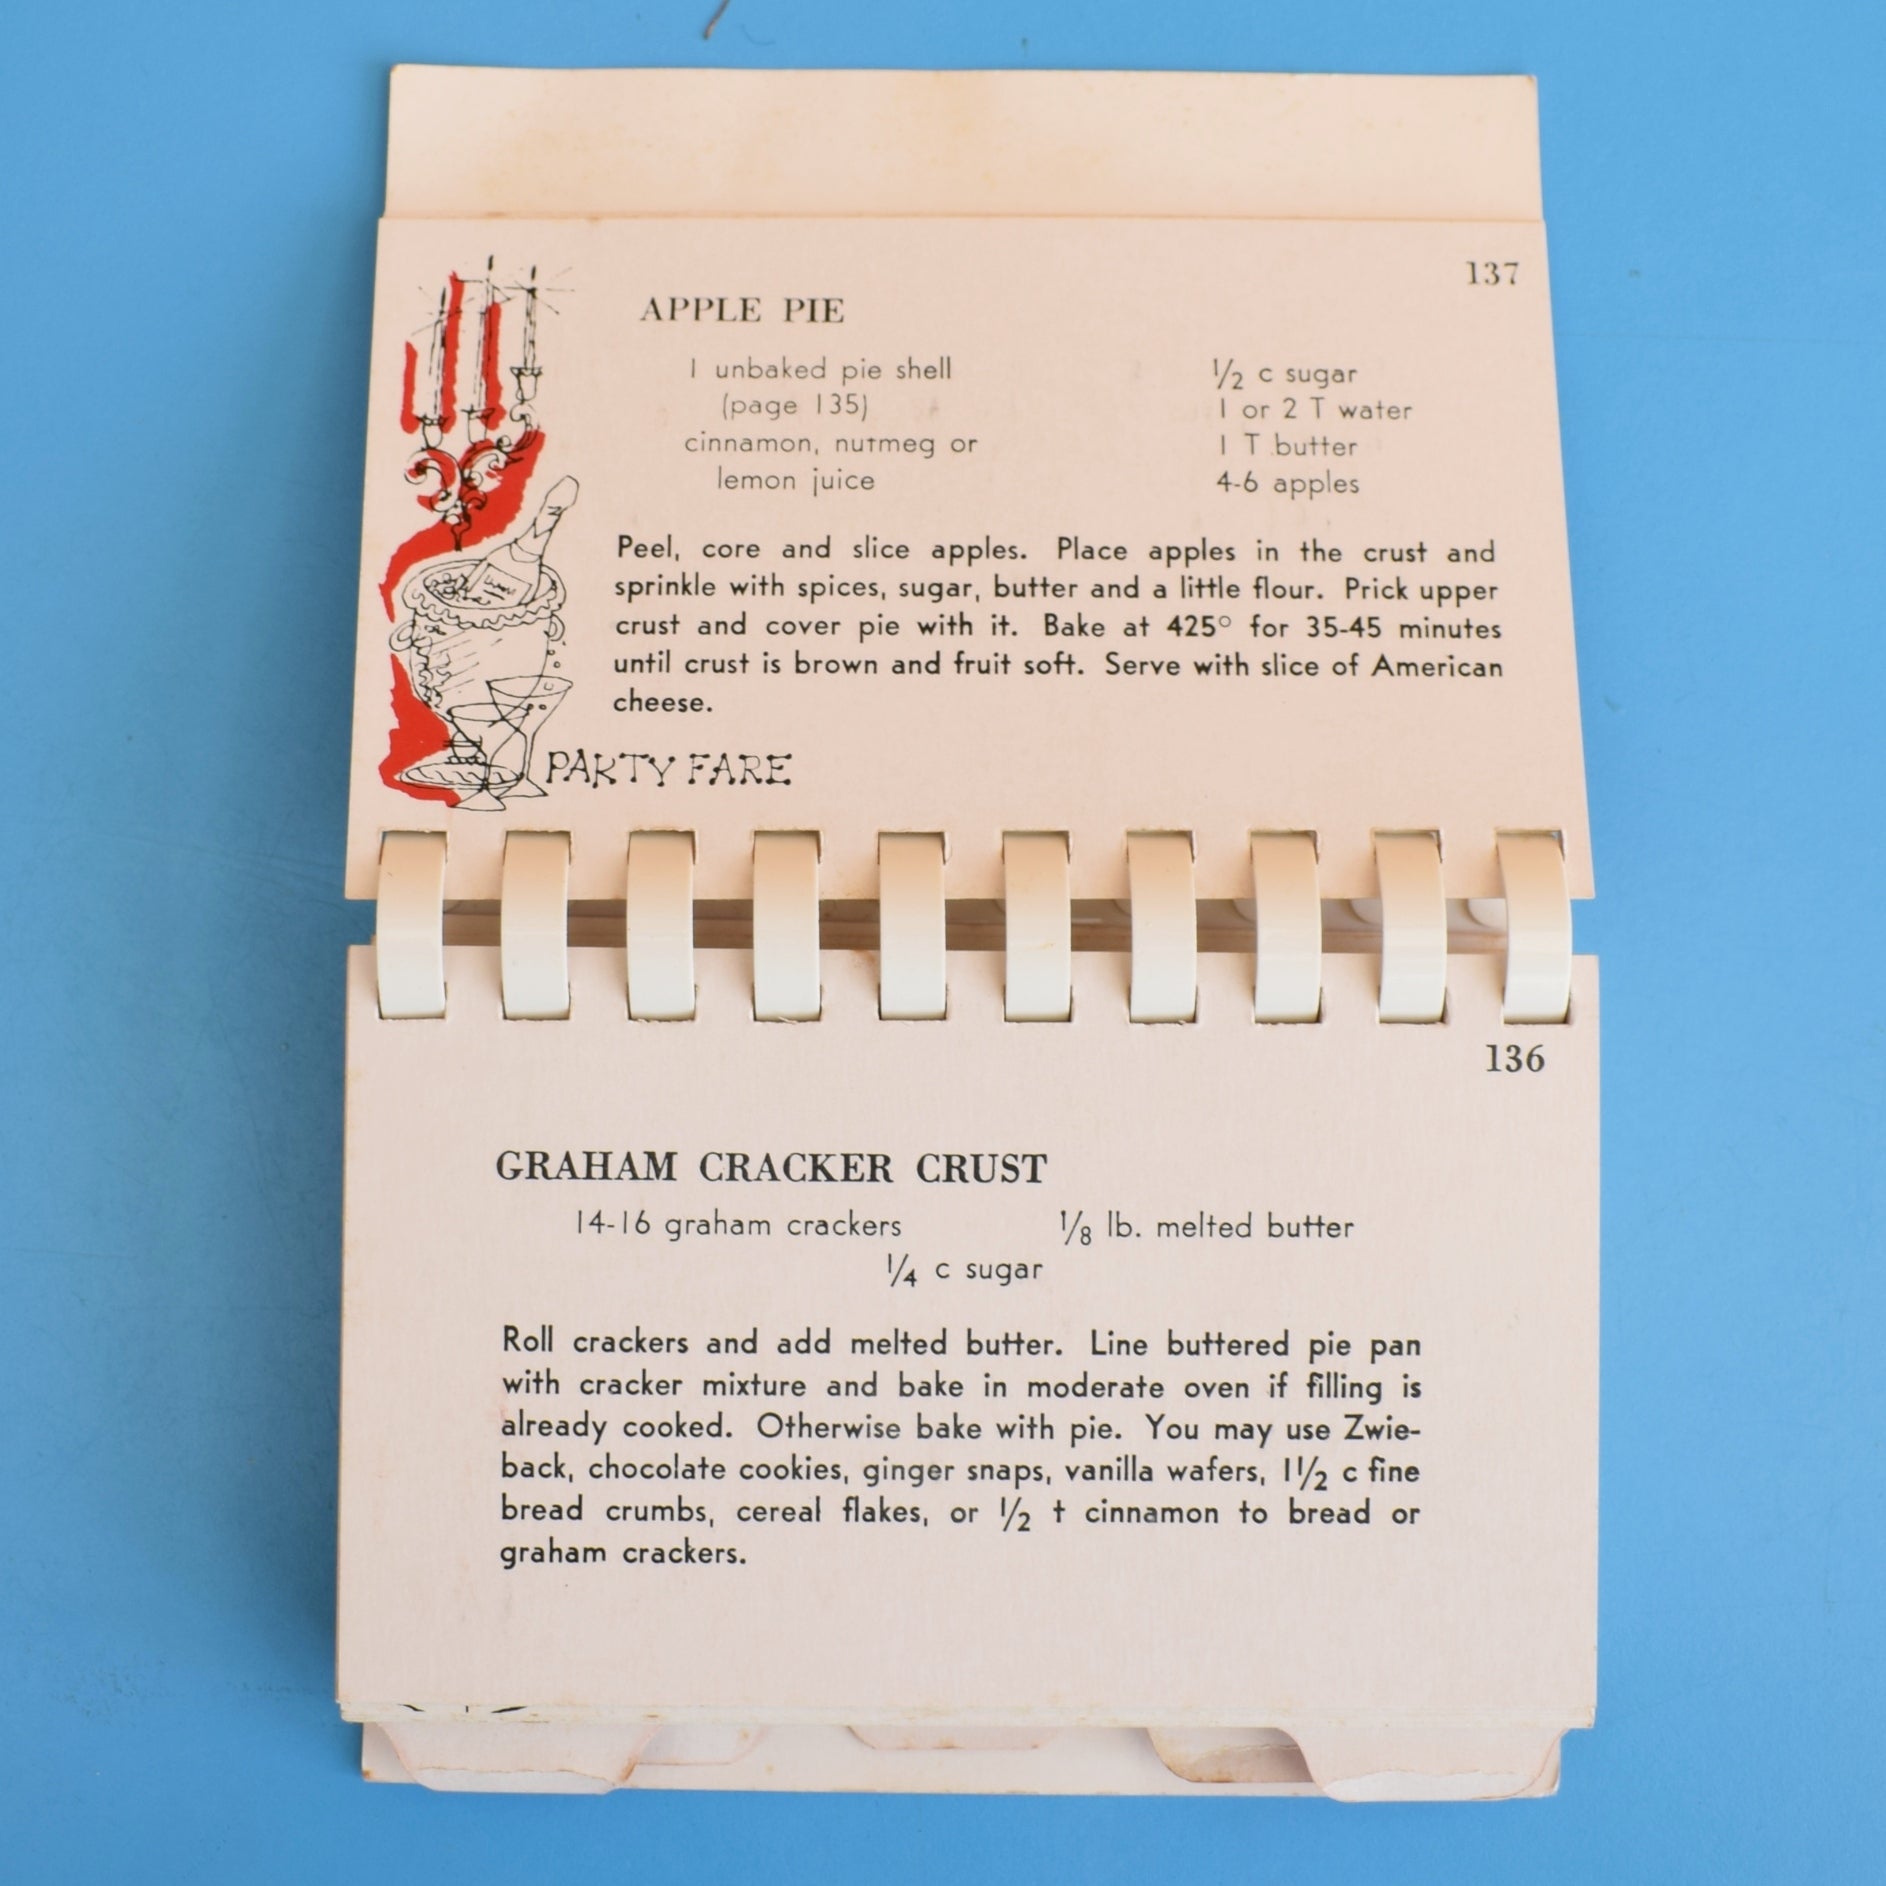 137
APPLE PIE
1 unbaked pie shell
(page 135)
cinnamon, nutmeg or
lemon juice
1/2 c sugar
1 or 2 T water
1 T butter
4-6 apples
Peel, core and slice apples. Place apples in the crust and
sprinkle with spices, sugar, butter and a little flour. Prick upper
crust and cover pie with it. Bake at 425° for 35-45 minutes
until crust is brown and fruit soft. Serve with slice of American
cheese.
PARTY FARE
136
GRAHAM CRACKER CRUST
14-16 graham crackers 1/8 lb. melted butter
1/4 c sugar
Roll crackers and add melted butter. Line buttered pie pan
with cracker mixture and bake in moderate oven if filling is
already cooked. Otherwise bake with pie. You may use Zwie-
back, chocolate cookies, ginger snaps, vanilla wafers, 1 1/2 c fine
bread crumbs, cereal flakes, or 1/2 t cinnamon to bread or
graham crackers.